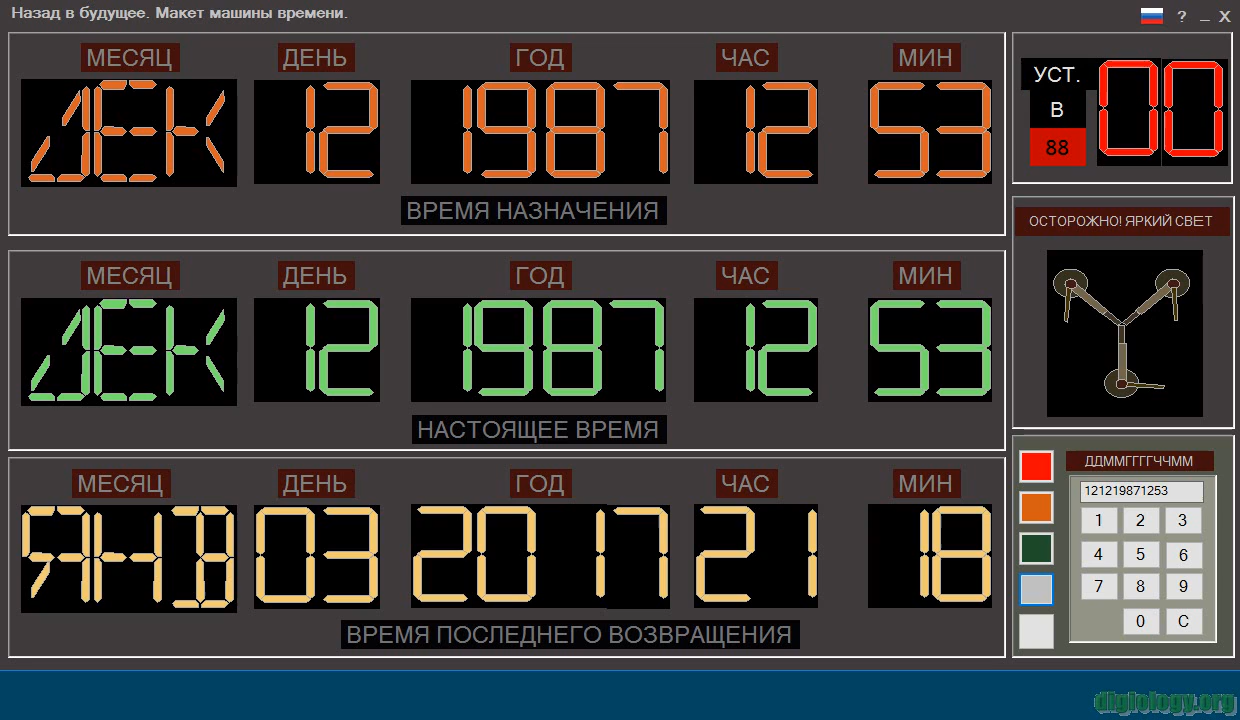 Назад в будущее. Макет машины времени.
? _ X
МЕСЯЦ ДЕНЬ ГОД ЧАС МИН
ДЕК 12 1987 12 53
ВРЕМЯ НАЗНАЧЕНИЯ
УСТ.
В
88
00
ОСТОРОЖНО! ЯРКИЙ СВЕТ
МЕСЯЦ ДЕНЬ ГОД ЧАС МИН
ДЕК 12 1987 12 53
НАСТОЯЩЕЕ ВРЕМЯ
МЕСЯЦ ДЕНЬ ГОД ЧАС МИН
ЯНВ 03 2017 21 18
ВРЕМЯ ПОСЛЕДНЕГО ВОЗВРАЩЕНИЯ
ДДММГГГГЧЧММ
121219871253
1 2 3
4 5 6
7 8 9
0 C
digiology.org